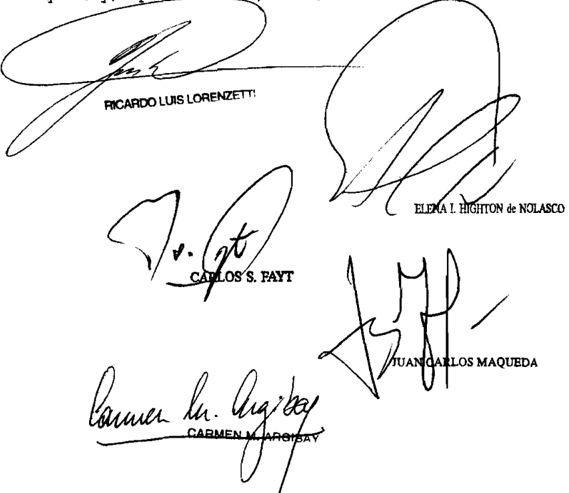 RICARDO LUIS LORENZETTI
ELENA I. HIGHTON de NOLASCO
CARLOS S. FAYT
JUAN CARLOS MAQUEDA
Carmen M. Argibay
CARMEN M. ARGIBAY